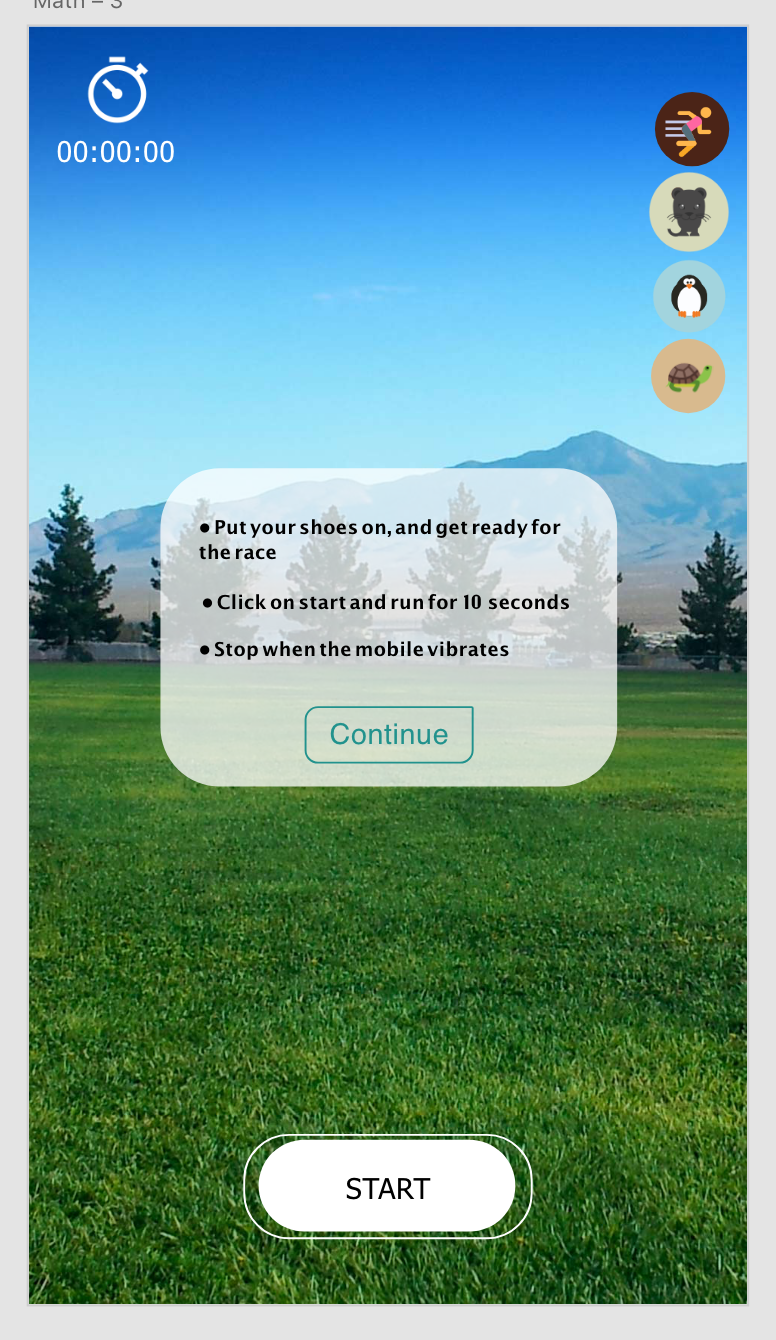 Math – 3
00:00:00
• Put your shoes on, and get ready for
the race
• Click on start and run for 10 seconds
• Stop when the mobile vibrates
Continue
START